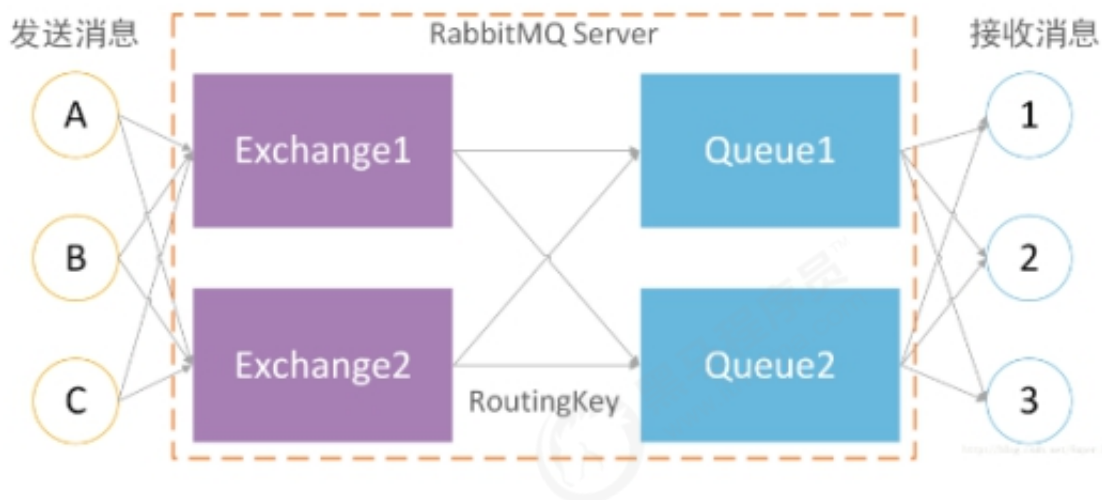 发送消息
RabbitMQ Server
接收消息
A
Exchange1
Queue1
1
B
2
Exchange2
Queue2
C
RoutingKey
3